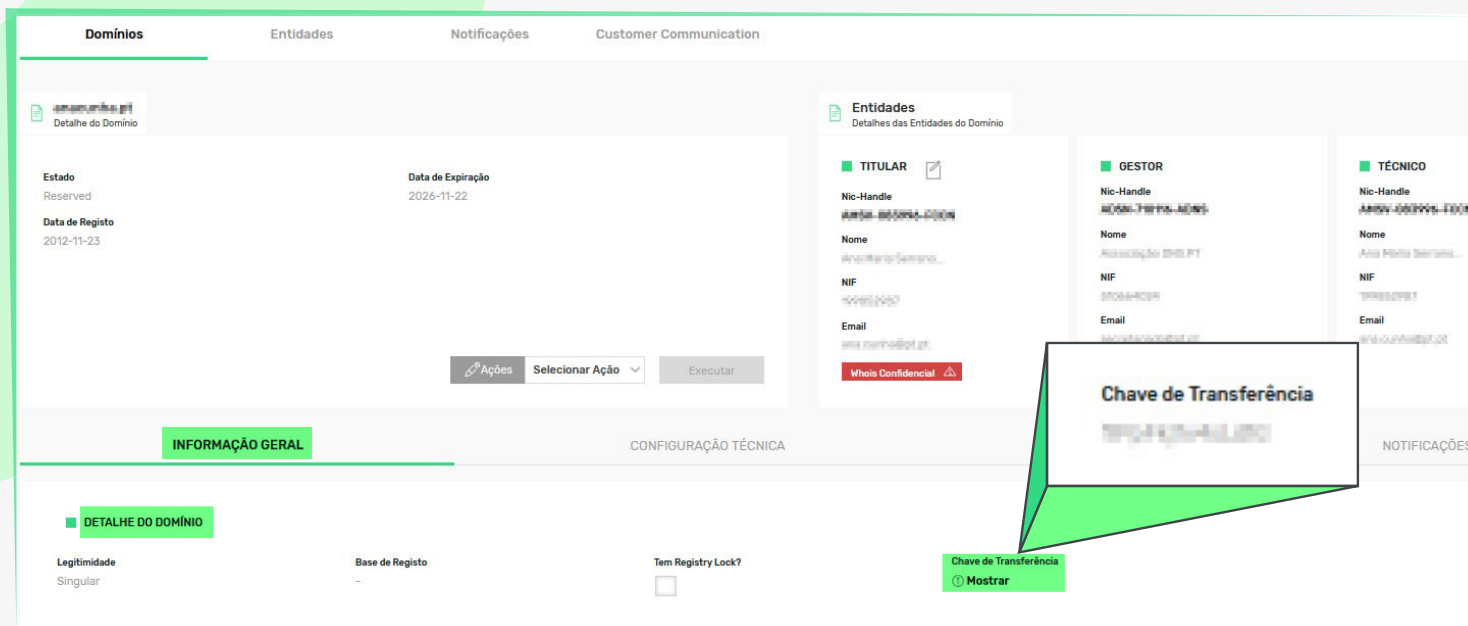 Domínios
Entidades
Notificações
Customer Communication
Detalhe do Domínio
Estado
Reserved
Data de Expiração
2026-11-22
Data de Registo
2012-11-23
Ações
Selecionar Ação
Executar
Entidades
Detalhes das Entidades do Domínio
TITULAR
Nic-Handle
Nome
NIF
Email
Whois Confidencial
GESTOR
Nic-Handle
Nome
NIF
Email
TÉCNICO
Nic-Handle
Nome
NIF
Email
Chave de Transferência
INFORMAÇÃO GERAL
CONFIGURAÇÃO TÉCNICA
NOTIFICAÇÕES
DETALHE DO DOMÍNIO
Legitimidade
Singular
Base de Registo
-
Tem Registry Lock?
Chave de Transferência
Mostrar